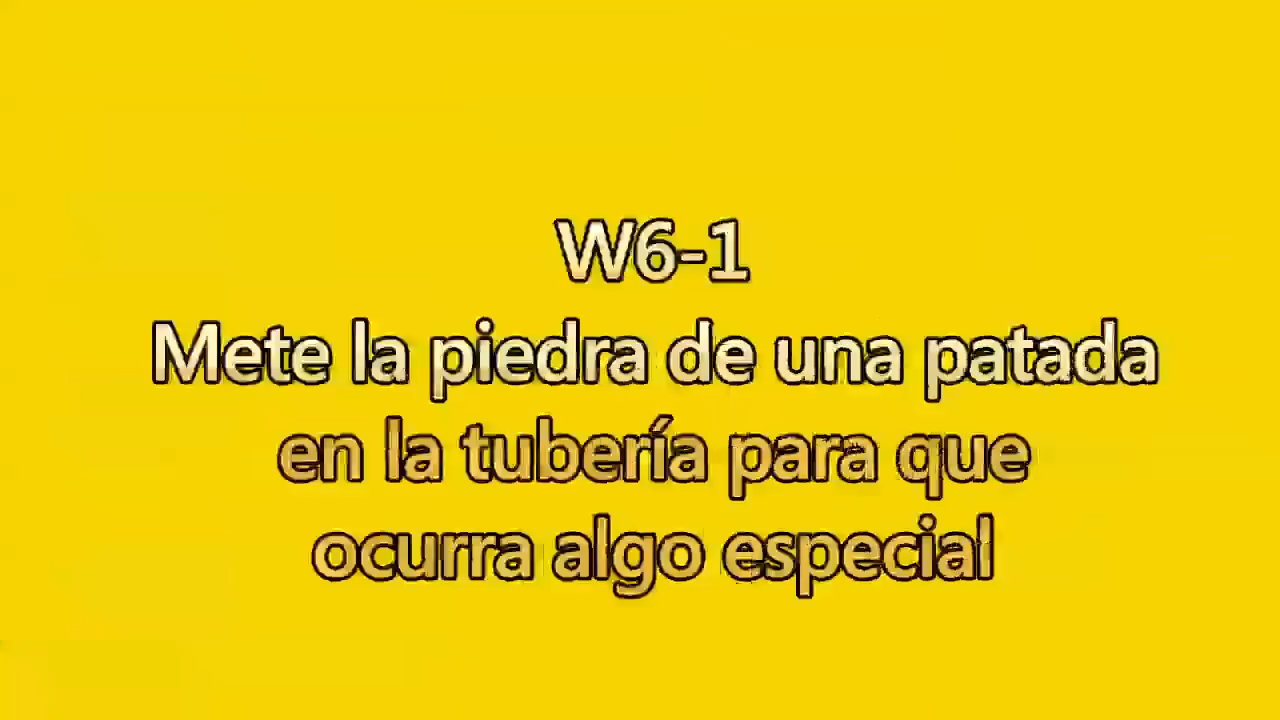 W6-1
Mete la piedra de una patada
en la tubería para que
ocurra algo especial